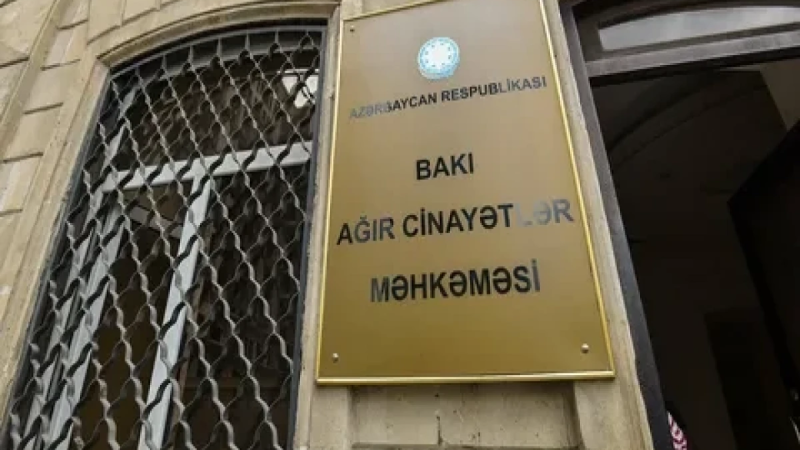 AZƏRBAYCAN RESPUBLİKASI
BAKI
AĞIR CİNAYƏTLƏR
MƏHKƏMƏSİ